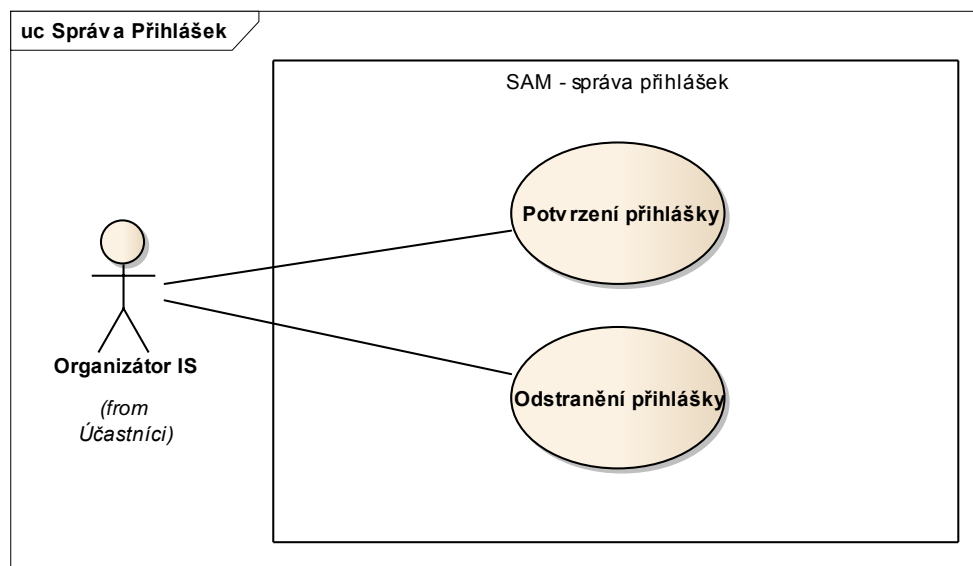 uc Správa Přihlášek
SAM - správa přihlášek
Potvrzení přihlášky
Organizátor IS
(from
Účastníci)
Odstranění přihlášky